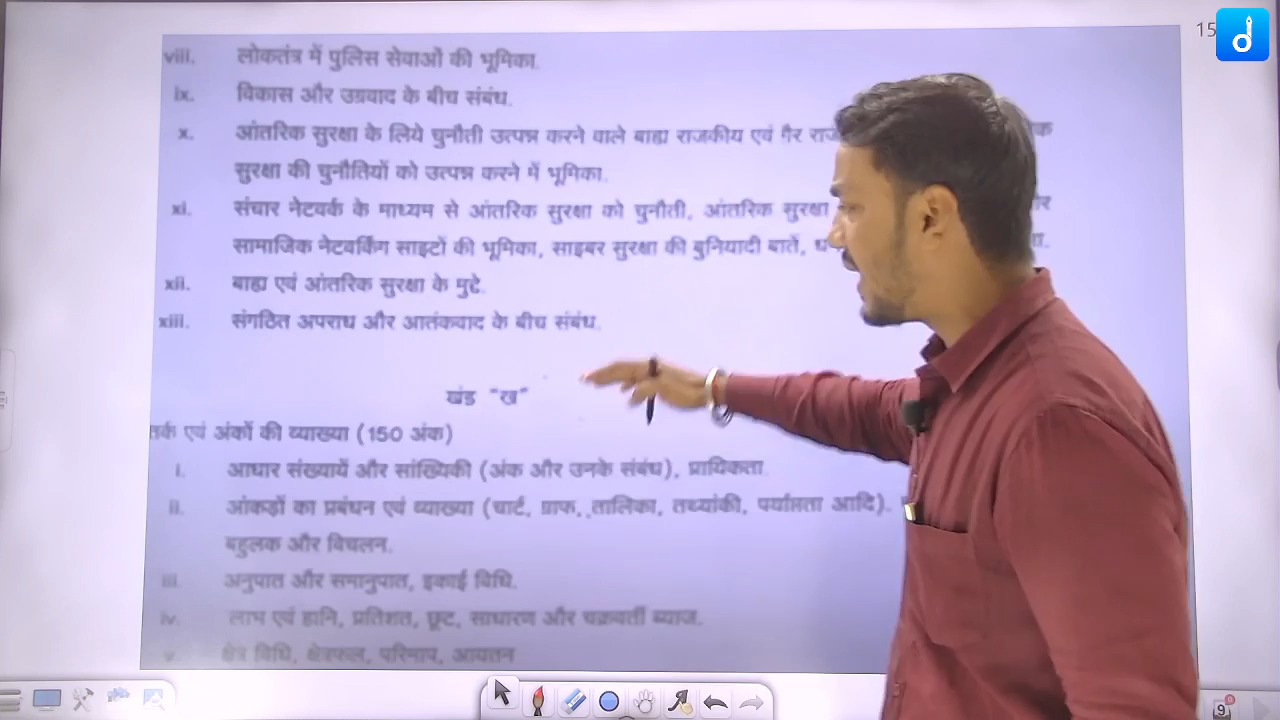 15
viii. लोकतंत्र में पुलिस सेवाओं की भूमिका.
ix. विकास और उग्रवाद के बीच संबंध.
x. आंतरिक सुरक्षा के लिये चुनौती उत्पन्न करने वाले बाह्य राजकीय एवं गैर
सुरक्षा की चुनौतियों को उत्पन्न करने में भूमिका.
xi. संचार नेटवर्क के माध्यम से आंतरिक सुरक्षा को चुनौती, आंतरिक सुरक्षा
सामाजिक नेटवर्किंग साइटों की भूमिका, साइबर सुरक्षा की बुनियादी बातें,
xii. बाह्य एवं आंतरिक सुरक्षा के मुद्दे.
xiii. संगठित अपराध और आतंकवाद के बीच संबंध.
खंड "ख"
तर्क एवं अंकों की व्याख्या (150 अंक)
i. आधार संख्यायें और सांख्यिकी (अंक और उनके संबंध), प्रायिकता.
ii. आंकड़ों का प्रबंधन एवं व्याख्या (चार्ट, ग्राफ, तालिका, तथ्यांकी, पर्याप्तता आदि).
बहुलक और विचलन.
iii. अनुपात और समानुपात, इकाई विधि.
iv. लाभ एवं हानि, प्रतिशत, छूट, साधारण और चक्रवर्ती ब्याज.
v. क्षेत्र विधि, क्षेत्रफल, परिमाप, आयतन